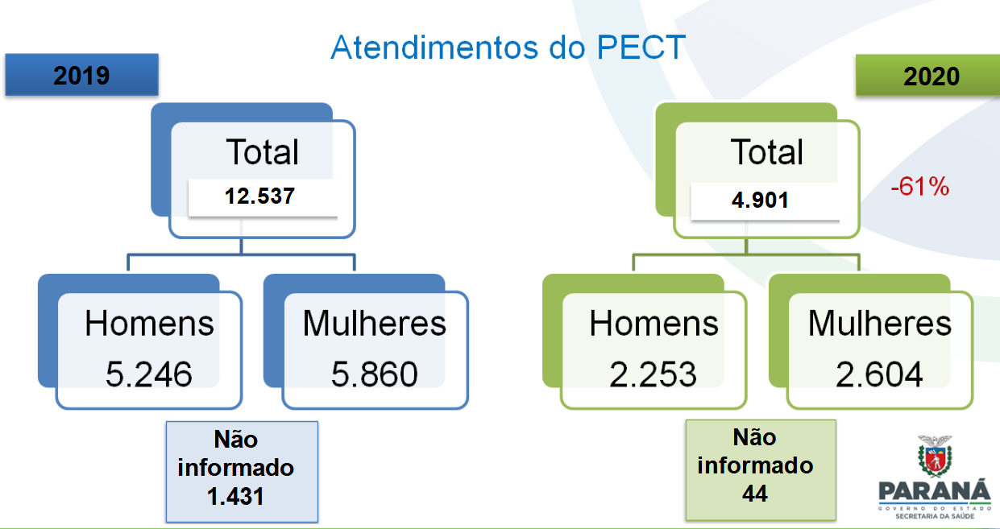 Atendimentos do PECT
2019
Total
12.537
Homens
5.246
Mulheres
5.860
Não
informado
1.431
2020
Total
4.901
-61%
Homens
2.253
Mulheres
2.604
Não
informado
44
PARANÁ
GOVERNO DO ESTADO
SECRETARIA DA SAÚDE